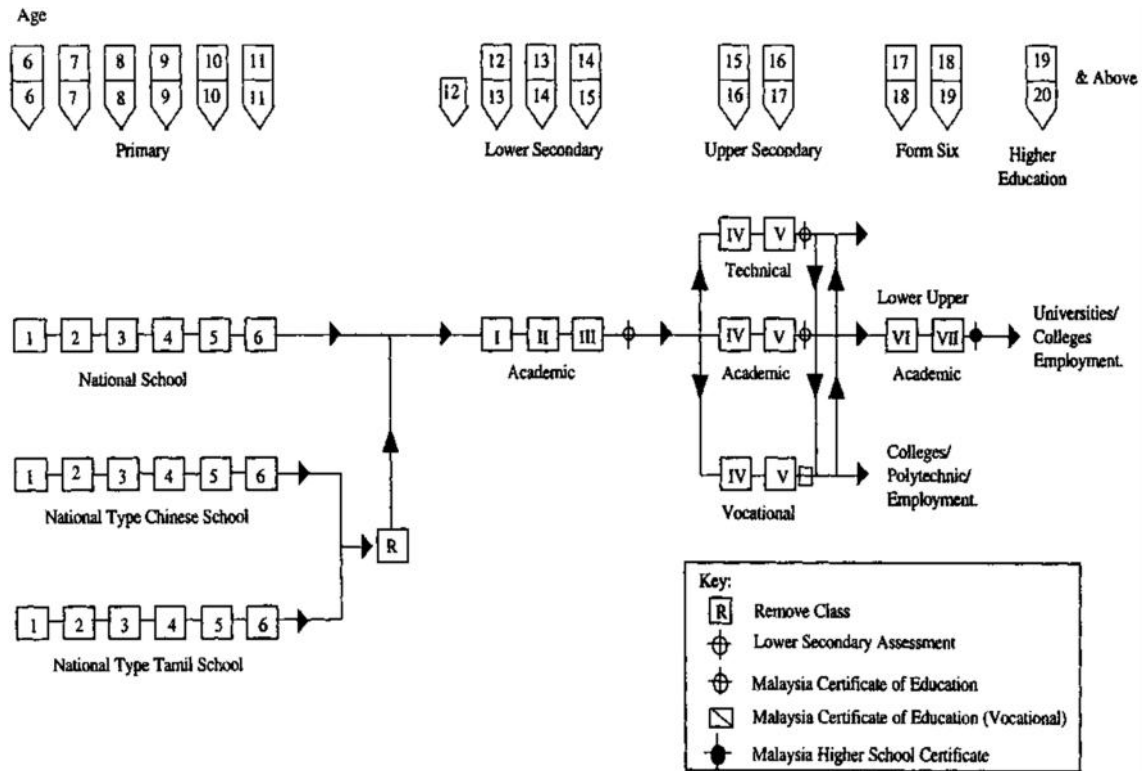 Age
6 7 8 9 10 11 12 13 14 15 16 17 18 19 & Above
6 7 8 9 10 11 12 13 14 15 16 17 18 19 20
Primary Lower Secondary Upper Secondary Form Six Higher
Education
IV V
Technical
Lower Upper
1 2 3 4 5 6 I II III IV V VI VII Universities/
Colleges
Employment.
National School Academic Academic Academic
1 2 3 4 5 6 IV V Colleges/
Polytechnic/
Employment.
National Type Chinese School Vocational
R
1 2 3 4 5 6
National Type Tamil School
Key:
R Remove Class
Lower Secondary Assessment
Malaysia Certificate of Education
Malaysia Certificate of Education (Vocational)
Malaysia Higher School Certificate